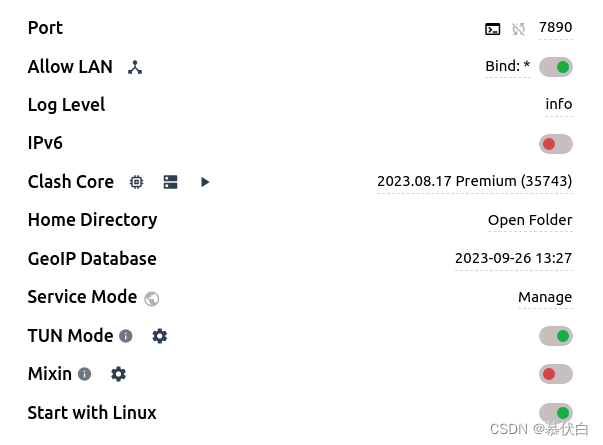 Port 7890
Allow LAN Bind: *
Log Level info
IPv6
Clash Core 2023.08.17 Premium (35743)
Home Directory Open Folder
GeoIP Database 2023-09-26 13:27
Service Mode Manage
TUN Mode
Mixin
Start with Linux
CSDN @慕伏白